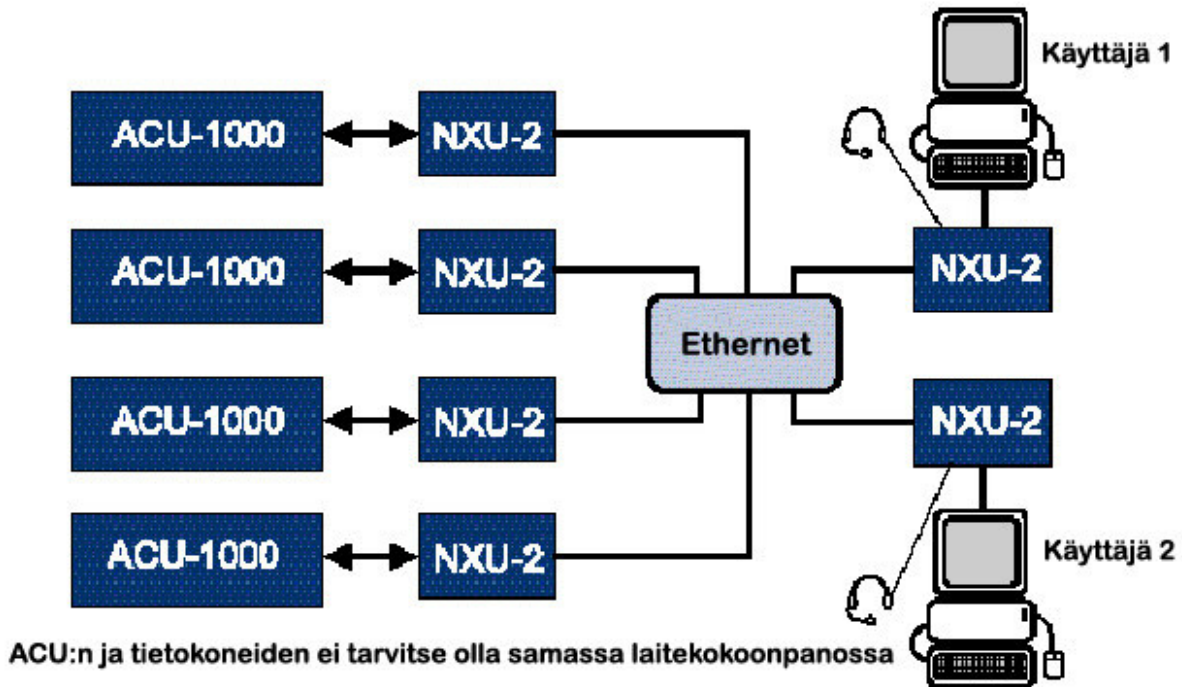 Käyttäjä 1
ACU-1000
NXU-2
ACU-1000
NXU-2
NXU-2
Ethernet
ACU-1000
NXU-2
NXU-2
ACU-1000
NXU-2
Käyttäjä 2
ACU:n ja tietokoneiden ei tarvitse olla samassa laitekokoonpanossa